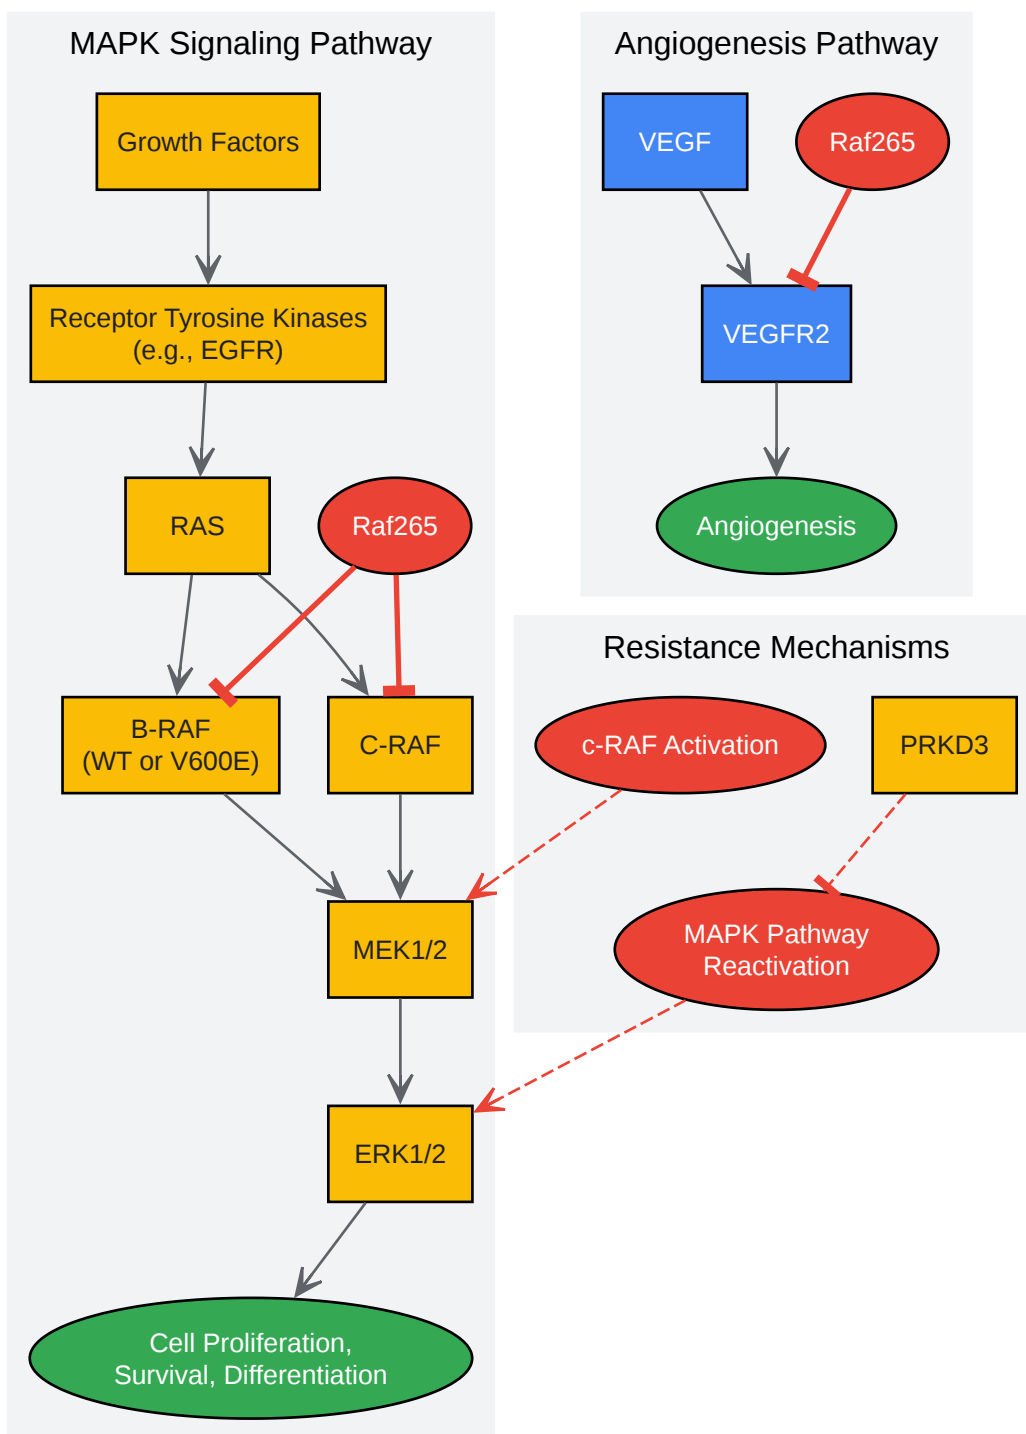 MAPK Signaling Pathway
Growth Factors
Receptor Tyrosine Kinases
(e.g., EGFR)
RAS
Raf265
B-RAF
(WT or V600E)
C-RAF
MEK1/2
ERK1/2
Cell Proliferation,
Survival, Differentiation
Angiogenesis Pathway
VEGF
Raf265
VEGFR2
Angiogenesis
Resistance Mechanisms
c-RAF Activation
PRKD3
MAPK Pathway
Reactivation